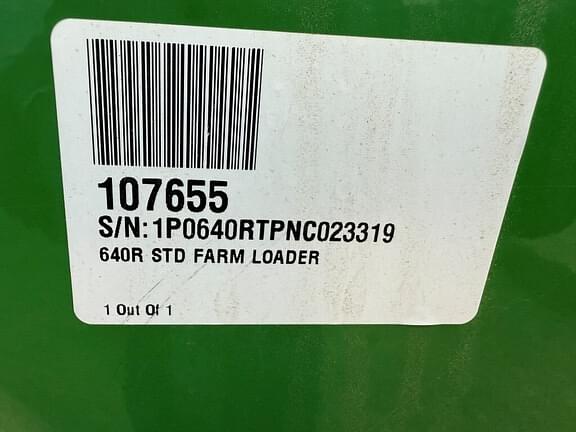 107655
S/N: 1P0640RTPNC023319
640R STD FARM LOADER
1 Out Of 1